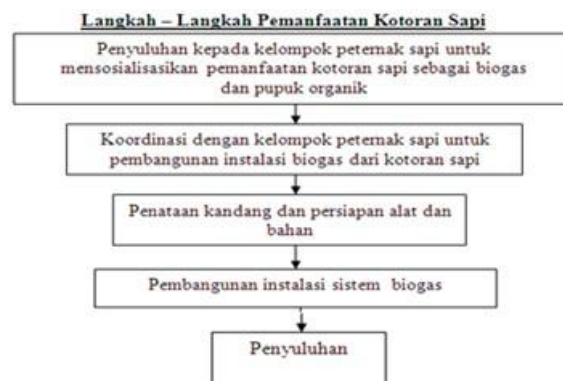 Langkah – Langkah Pemanfaatan Kotoran Sapi
Penyuluhan kepada kelompok peternak sapi untuk
mensosialisasikan pemanfaatan kotoran sapi sebagai biogas
dan pupuk organik
Koordinasi dengan kelompok peternak sapi untuk
pembangunan instalasi biogas dari kotoran sapi
Penataan kandang dan persiapan alat dan
bahan
Pembangunan instalasi sistem biogas
Penyuluhan